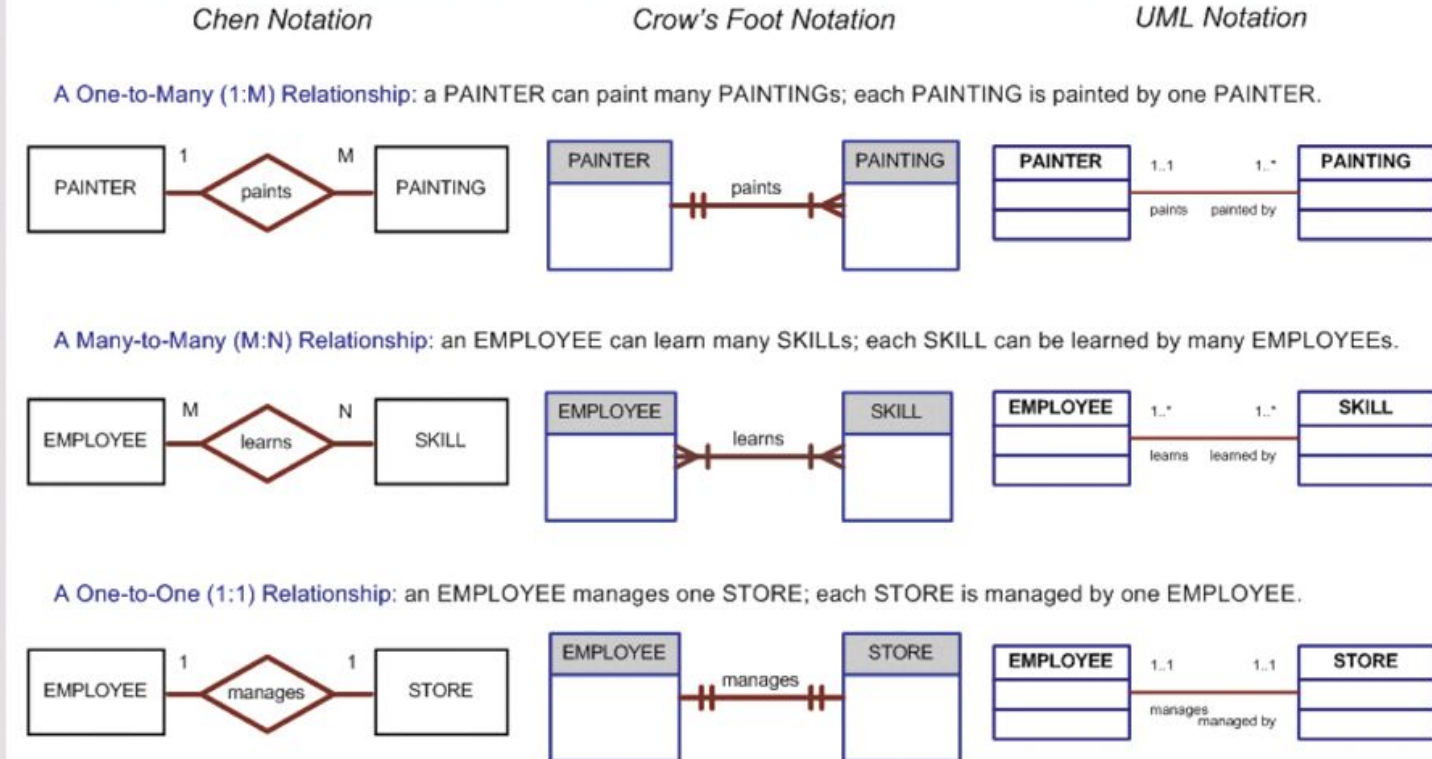 Chen Notation
Crow's Foot Notation
UML Notation
A One-to-Many (1:M) Relationship: a PAINTER can paint many PAINTINGs; each PAINTING is painted by one PAINTER.
PAINTER
1
paints
M
PAINTING
PAINTER
paints
PAINTING
PAINTER
1..1
1..*
paints
painted by
PAINTING
A Many-to-Many (M:N) Relationship: an EMPLOYEE can learn many SKILLs; each SKILL can be learned by many EMPLOYEEs.
EMPLOYEE
M
learns
N
SKILL
EMPLOYEE
learns
SKILL
EMPLOYEE
1..*
1..*
learns
learned by
SKILL
A One-to-One (1:1) Relationship: an EMPLOYEE manages one STORE; each STORE is managed by one EMPLOYEE.
EMPLOYEE
1
manages
1
STORE
EMPLOYEE
manages
STORE
EMPLOYEE
1..1
1..1
manages
managed by
STORE